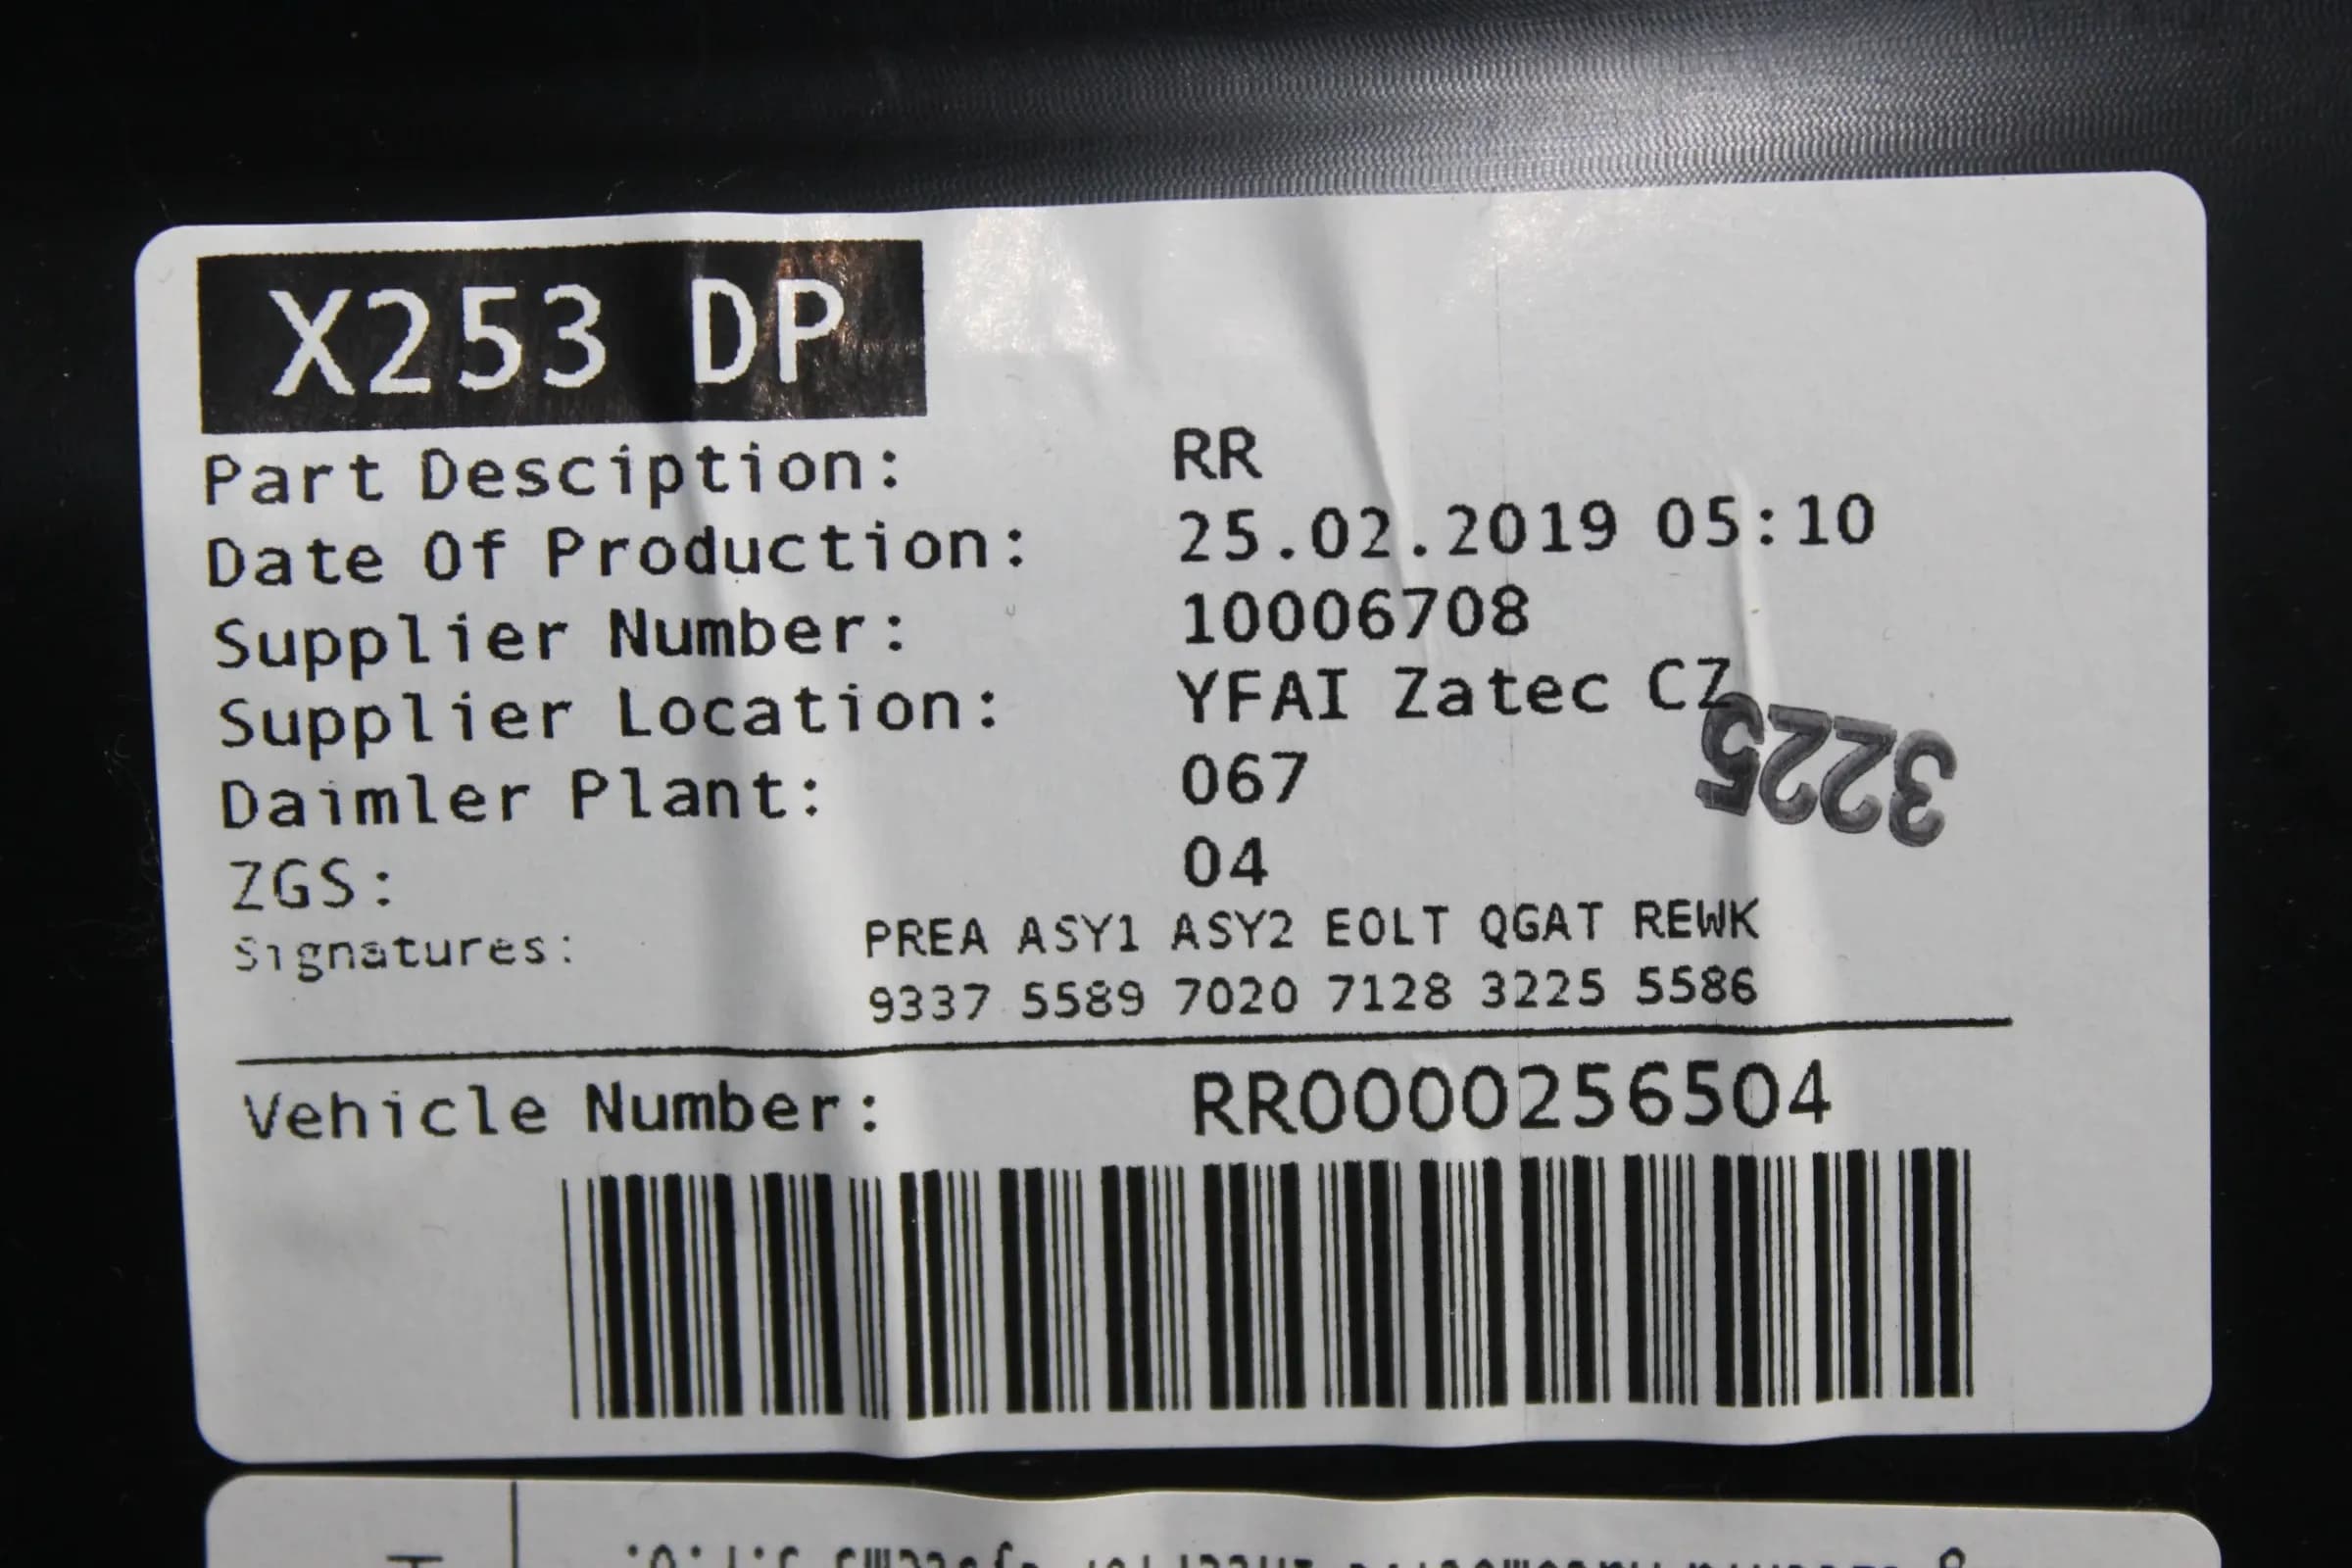 X253 DP
Part Desciption: RR
Date Of Production: 25.02.2019 05:10
Supplier Number: 10006708
Supplier Location: YFAI Zatec CZ
3225
Daimler Plant: 067
ZGS: 04
Signatures: PREA ASY1 ASY2 EOLT QGAT REWK
9337 5589 7020 7128 3225 5586
Vehicle Number: RR0000256504